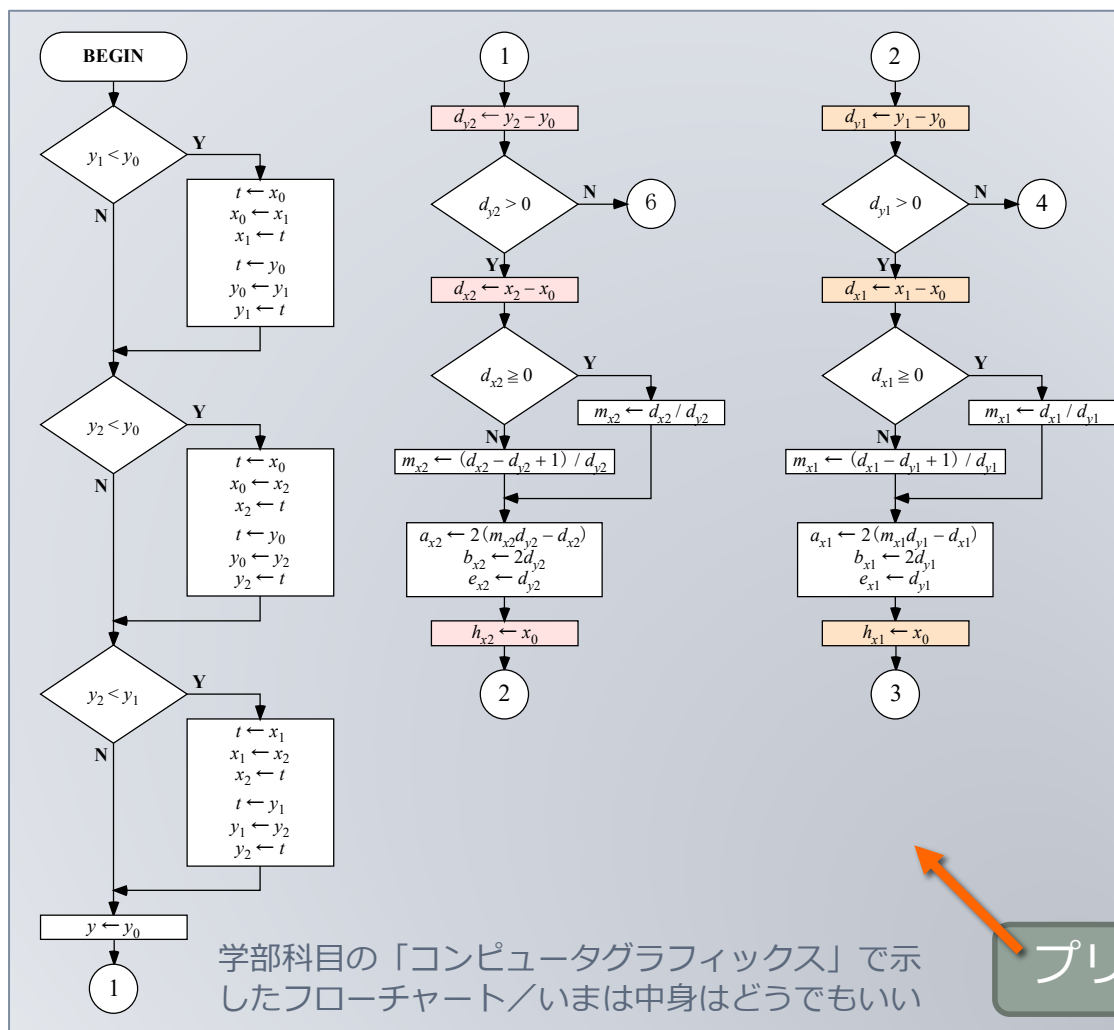 BEGIN
y₁ < y₀
Y
N
t ← x₀
x₀ ← x₁
x₁ ← t
t ← y₀
y₀ ← y₁
y₁ ← t
y₂ < y₀
Y
N
t ← x₀
x₀ ← x₂
x₂ ← t
t ← y₀
y₀ ← y₂
y₂ ← t
y₂ < y₁
Y
N
t ← x₁
x₁ ← x₂
x₂ ← t
t ← y₁
y₁ ← y₂
y₂ ← t
y ← y₀
1
1
d_y2 ← y₂ − y₀
d_y2 > 0
N
6
Y
d_x2 ← x₂ − x₀
d_x2 ≧ 0
Y
m_x2 ← d_x2 / d_y2
N
m_x2 ← (d_x2 − d_y2 + 1) / d_y2
a_x2 ← 2(m_x2d_y2 − d_x2)
b_x2 ← 2d_y2
e_x2 ← d_y2
h_x2 ← x₀
2
2
d_y1 ← y₁ − y₀
d_y1 > 0
N
4
Y
d_x1 ← x₁ − x₀
d_x1 ≧ 0
Y
m_x1 ← d_x1 / d_y1
N
m_x1 ← (d_x1 − d_y1 + 1) / d_y1
a_x1 ← 2(m_x1d_y1 − d_x1)
b_x1 ← 2d_y1
e_x1 ← d_y1
h_x1 ← x₀
3
学部科目の「コンピュータグラフィックス」で示
したフローチャート／いまは中身はどうでもいい
プリ